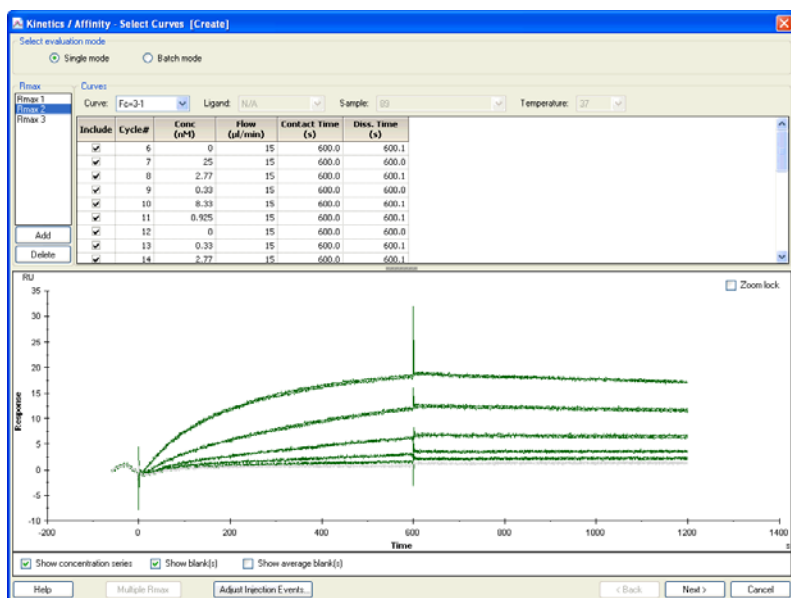 Kinetics / Affinity - Select Curves [Create]
Select evaluation mode
Single mode Batch mode
Rmax Curves
Rmax 1
Rmax 2
Rmax 3
Curve: Fc=3-1 Ligand: N/A Sample: B9 Temperature: 37
Include Cycle# Conc (nM) Flow (µl/min) Contact Time (s) Diss. Time (s)
6 0 15 600.0 600.1
7 25 15 600.0 600.0
8 2.77 15 600.0 600.1
9 0.33 15 600.0 600.0
10 8.33 15 600.0 600.1
11 0.925 15 600.0 600.0
12 0 15 600.0 600.0
13 0.33 15 600.0 600.1
14 2.77 15 600.0 600.1
Add
Delete
RU
Zoom lock
35
30
25
20
15
10
5
0
-5
-10
Response
-200 0 200 400 600 800 1000 1200 1400
Time s
Show concentration series Show blank(s) Show average blank(s)
Help Multiple Rmax Adjust Injection Events... < Back Next > Cancel